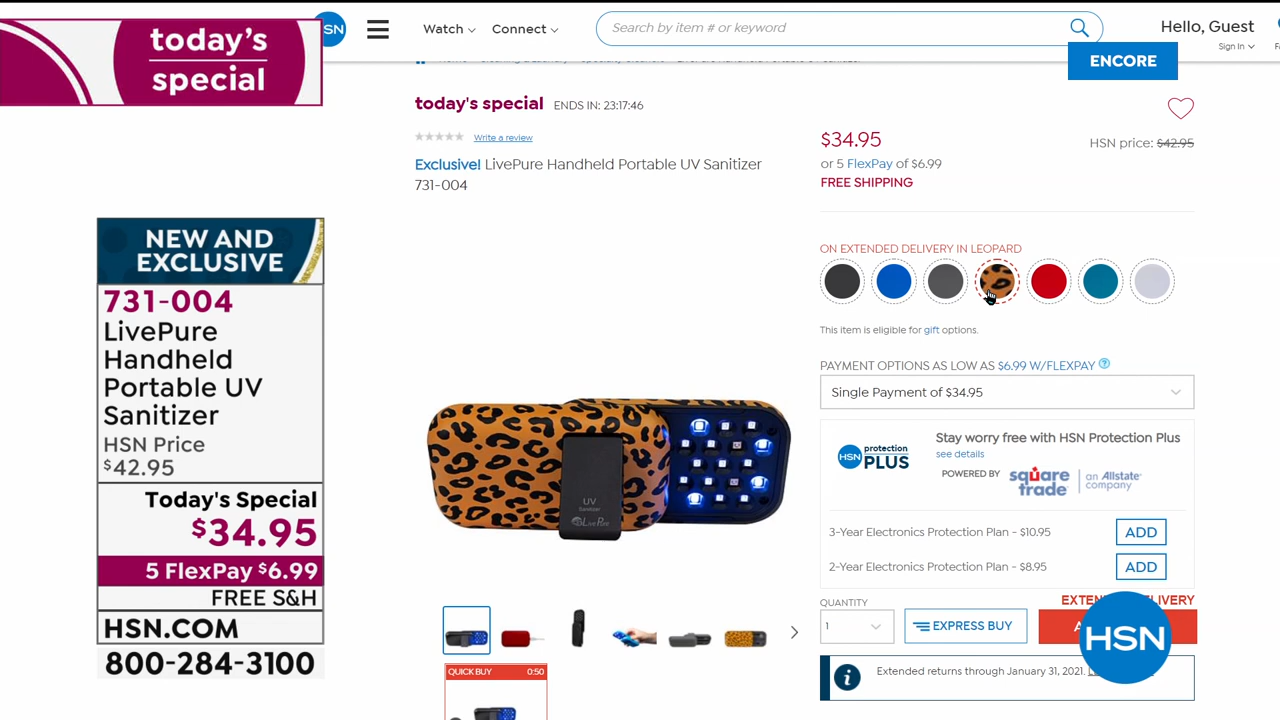 today's
special
HSN
Watch
Connect
Search by item # or keyword
Hello, Guest
Sign In
ENCORE
today's special
ENDS IN: 23:17:46
Write a review
Exclusive! LivePure Handheld Portable UV Sanitizer
731-004
$34.95
HSN price: $42.95
or 5 FlexPay of $6.99
FREE SHIPPING
NEW AND
EXCLUSIVE
731-004
LivePure
Handheld
Portable UV
Sanitizer
HSN Price
$42.95
Today's Special
$34.95
5 FlexPay $6.99
FREE S&H
HSN.COM
800-284-3100
ON EXTENDED DELIVERY IN LEOPARD
This item is eligible for gift options.
PAYMENT OPTIONS AS LOW AS $6.99 W/FLEXPAY ?
Single Payment of $34.95
UV
Sanitizer
LivePure
HSN protection
PLUS
Stay worry free with HSN Protection Plus
see details
POWERED BY
square
trade
an Allstate
company
3-Year Electronics Protection Plan - $10.95
ADD
2-Year Electronics Protection Plan - $8.95
ADD
QUANTITY
1
EXPRESS BUY
HSN
QUICK BUY 0:50
Extended returns through January 31, 2021.